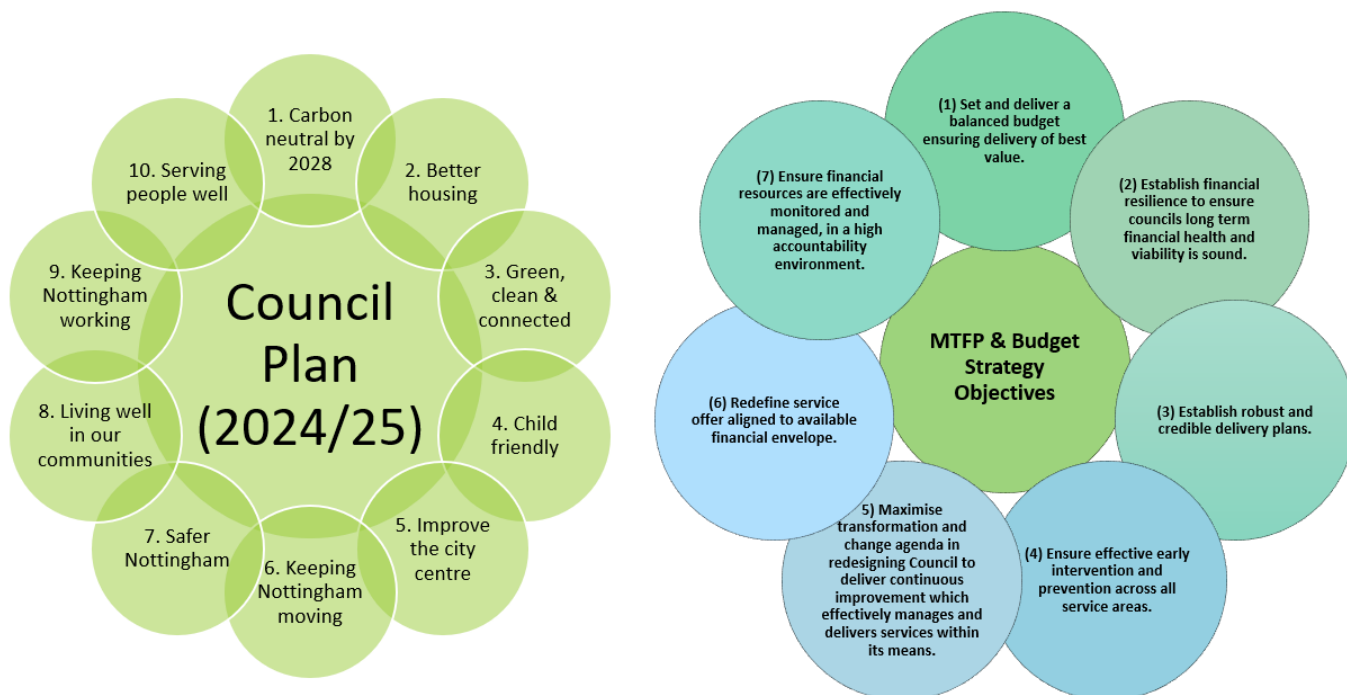 1. Carbon
neutral by
2028
2. Better
housing
3. Green,
clean &
connected
4. Child
friendly
5. Improve
the city
centre
6. Keeping
Nottingham
moving
7. Safer
Nottingham
8. Living well
in our
communities
9. Keeping
Nottingham
working
10. Serving
people well
Council
Plan
(2024/25)
(1) Set and deliver a
balanced budget
ensuring delivery of best
value.
(2) Establish financial
resilience to ensure
councils long term
financial health and
viability is sound.
(3) Establish robust and
credible delivery plans.
(4) Ensure effective early
intervention and
prevention across all
service areas.
5) Maximise
transformation and
change agenda in
redesigning Council to
deliver continuous
improvement which
effectively manages and
delivers services within
its means.
(6) Redefine service
offer aligned to available
financial envelope.
(7) Ensure financial
resources are effectively
monitored and
managed, in a high
accountability
environment.
MTFP & Budget
Strategy
Objectives